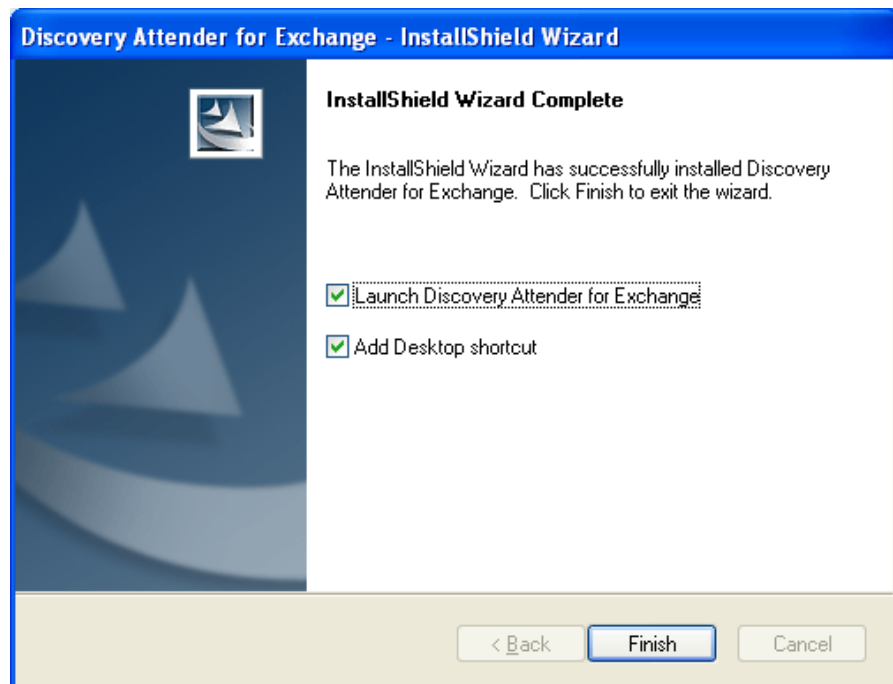 Discovery Attender for Exchange - InstallShield Wizard
InstallShield Wizard Complete
The InstallShield Wizard has successfully installed Discovery
Attender for Exchange. Click Finish to exit the wizard.
Launch Discovery Attender for Exchange
Add Desktop shortcut
< Back Finish Cancel